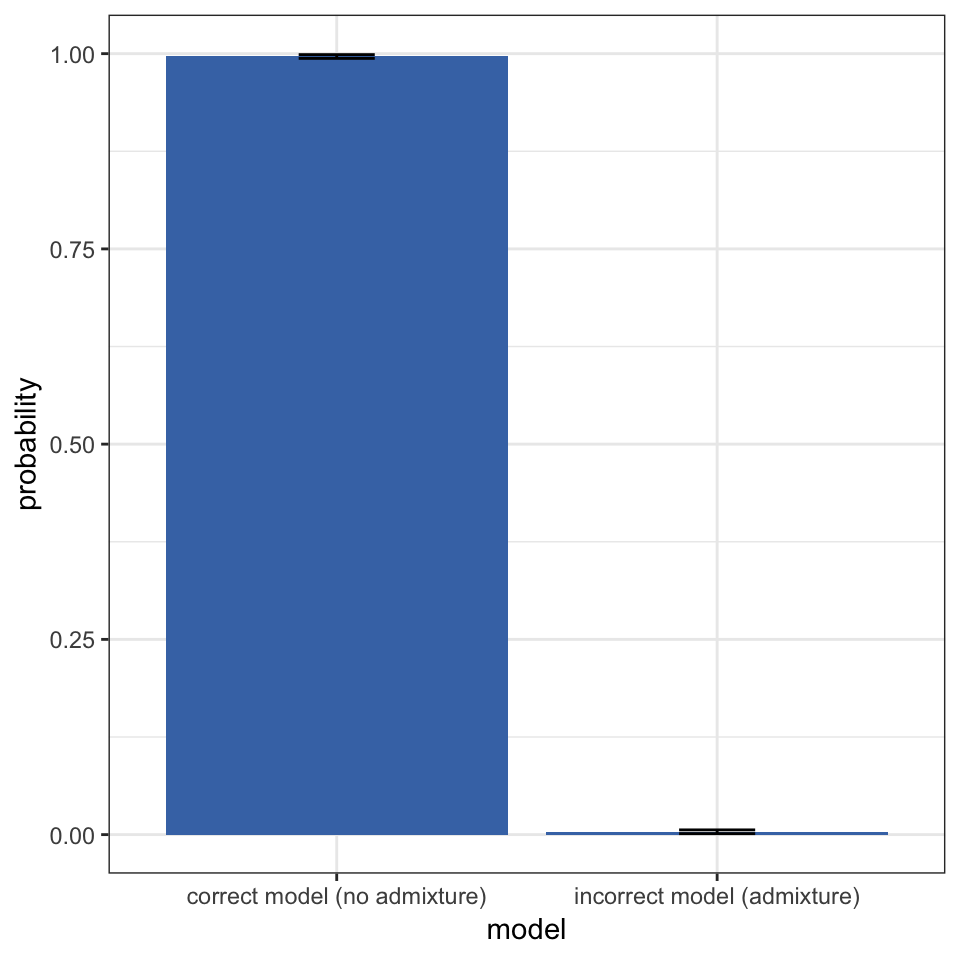 1.00
0.75
0.50
0.25
0.00
probability
correct model (no admixture)
incorrect model (admixture)
model